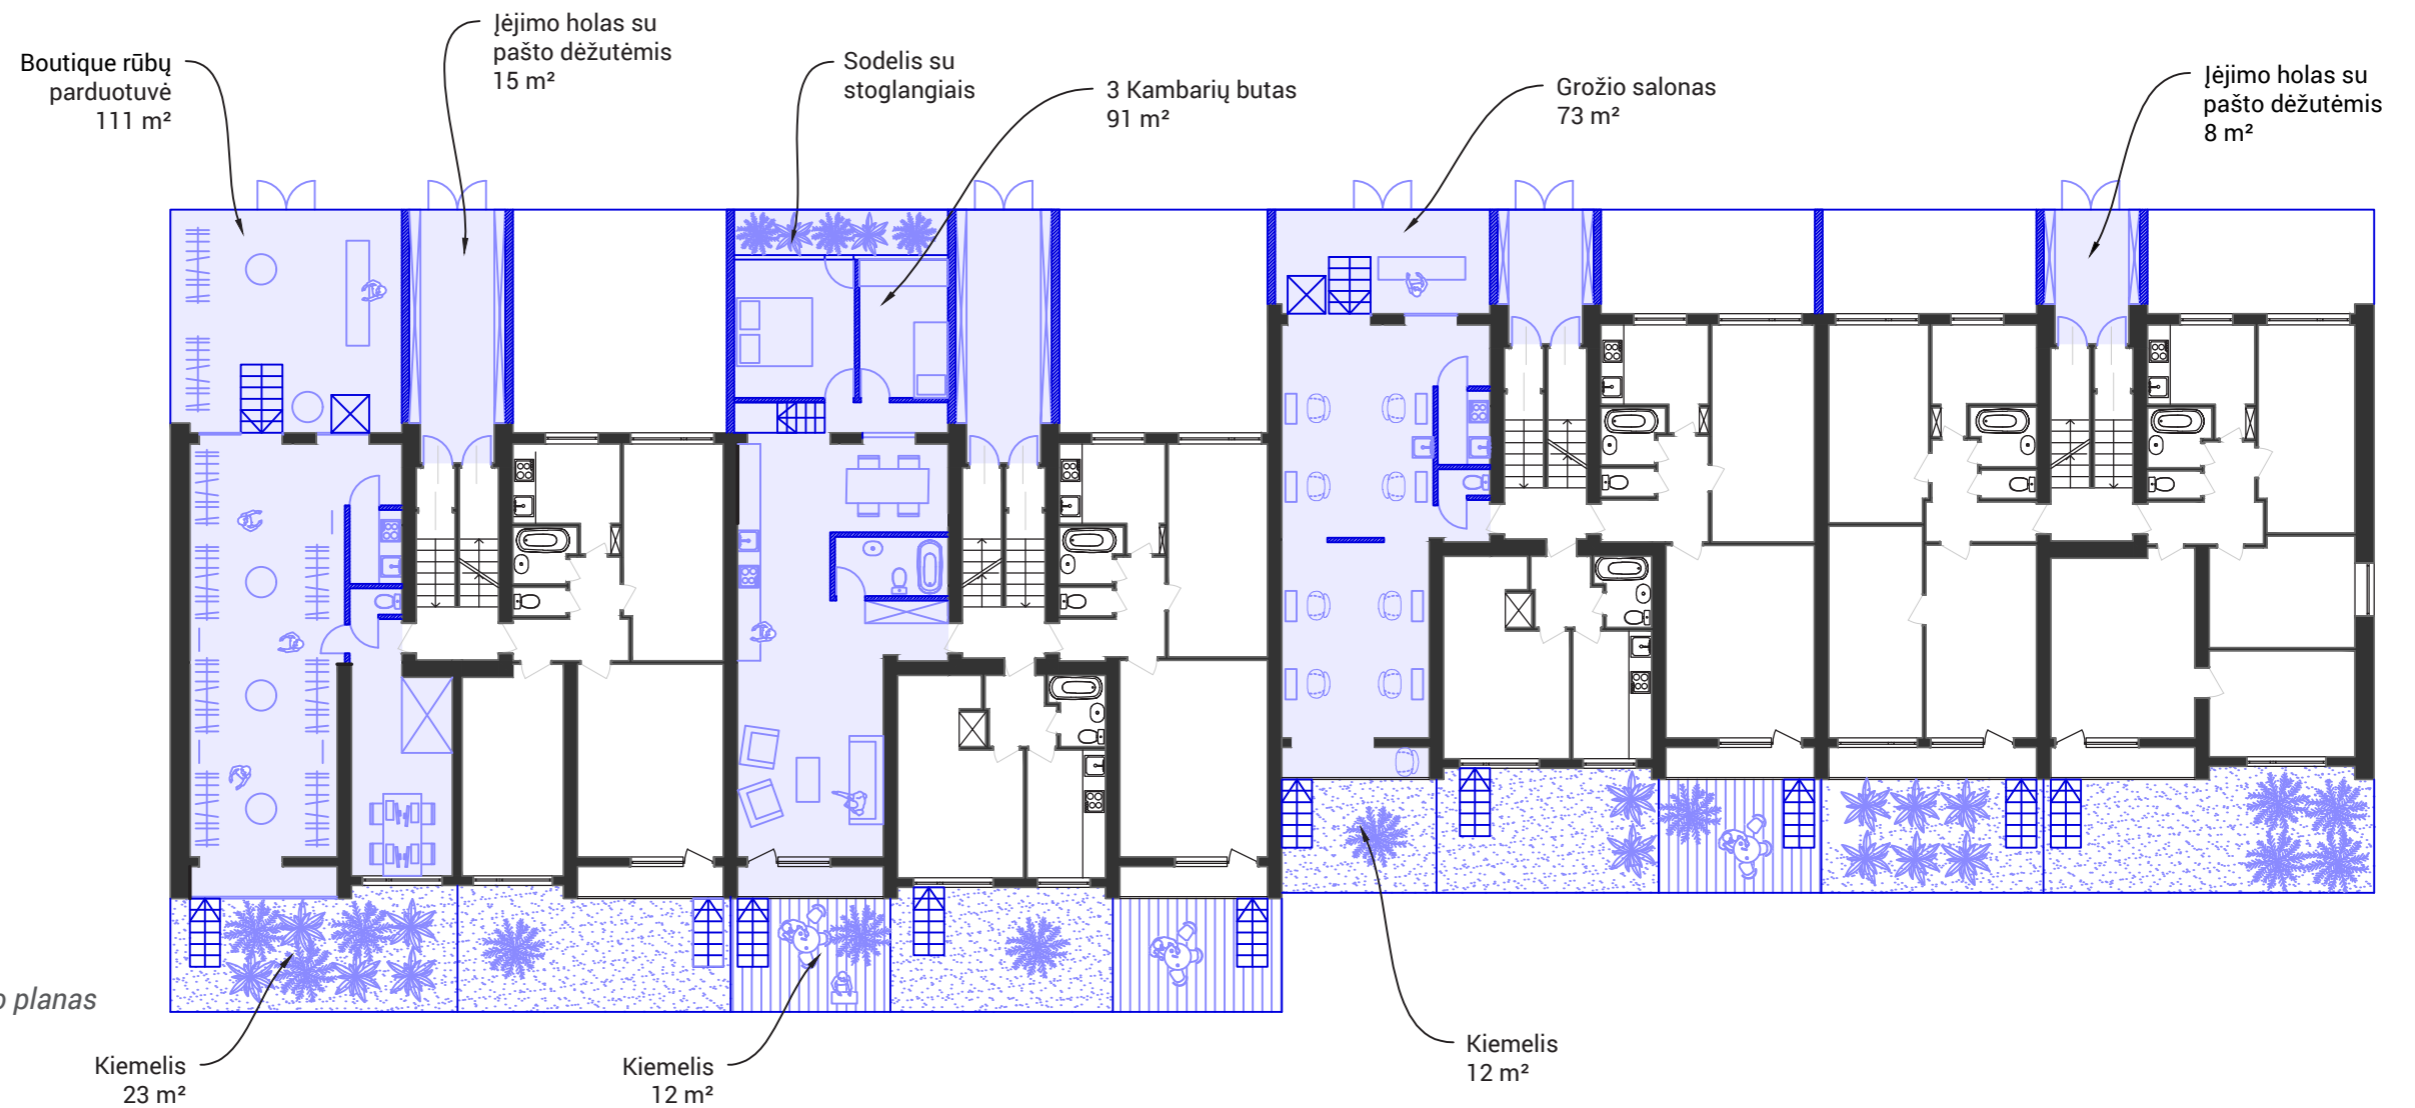 Įėjimo holas su
pašto dėžutėmis
15 m²
Boutique rūbų
parduotuvė
111 m²
Sodelis su
stoglangiais
3 Kambarių butas
91 m²
Grožio salonas
73 m²
Įėjimo holas su
pašto dėžutėmis
8 m²
planas
Kiemelis
23 m²
Kiemelis
12 m²
Kiemelis
12 m²